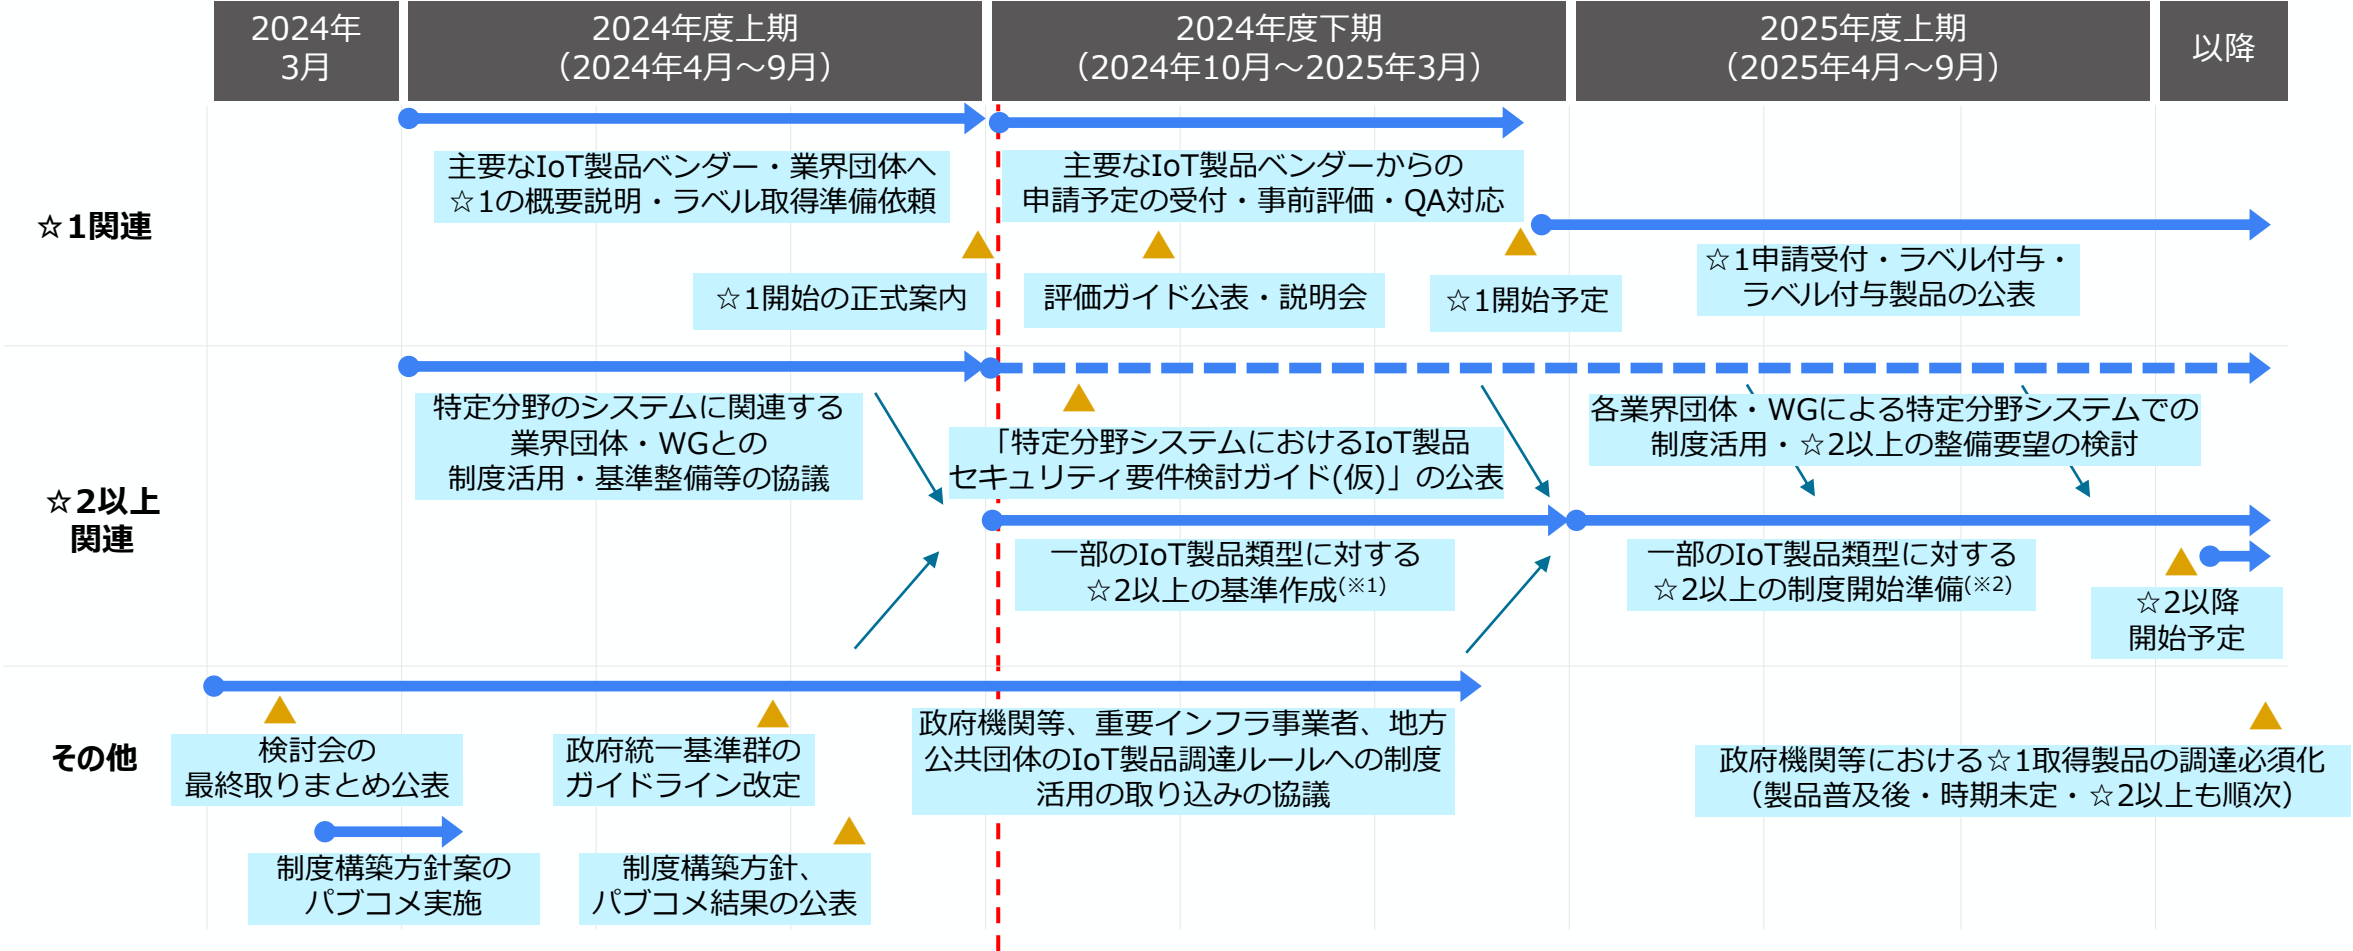 2024年
3月
2024年度上期
（2024年4月～9月）
2024年度下期
（2024年10月～2025年3月）
2025年度上期
（2025年4月～9月）
以降
☆1関連
主要なIoT製品ベンダー・業界団体へ
☆1の概要説明・ラベル取得準備依頼
主要なIoT製品ベンダーからの
申請予定の受付・事前評価・QA対応
☆1開始の正式案内
評価ガイド公表・説明会
☆1開始予定
☆1申請受付・ラベル付与・
ラベル付与製品の公表
☆2以上
関連
特定分野のシステムに関連する
業界団体・WGとの
制度活用・基準整備等の協議
「特定分野システムにおけるIoT製品
セキュリティ要件検討ガイド(仮)」の公表
各業界団体・WGによる特定分野システムでの
制度活用・☆2以上の整備要望の検討
一部のIoT製品類型に対する
☆2以上の基準作成(※1)
一部のIoT製品類型に対する
☆2以上の制度開始準備(※2)
☆2以降
開始予定
その他
検討会の
最終取りまとめ公表
政府統一基準群の
ガイドライン改定
政府機関等、重要インフラ事業者、地方
公共団体のIoT製品調達ルールへの制度
活用の取り込みの協議
政府機関等における☆1取得製品の調達必須化
（製品普及後・時期未定・☆2以上も順次）
制度構築方針案の
パブコメ実施
制度構築方針、
パブコメ結果の公表